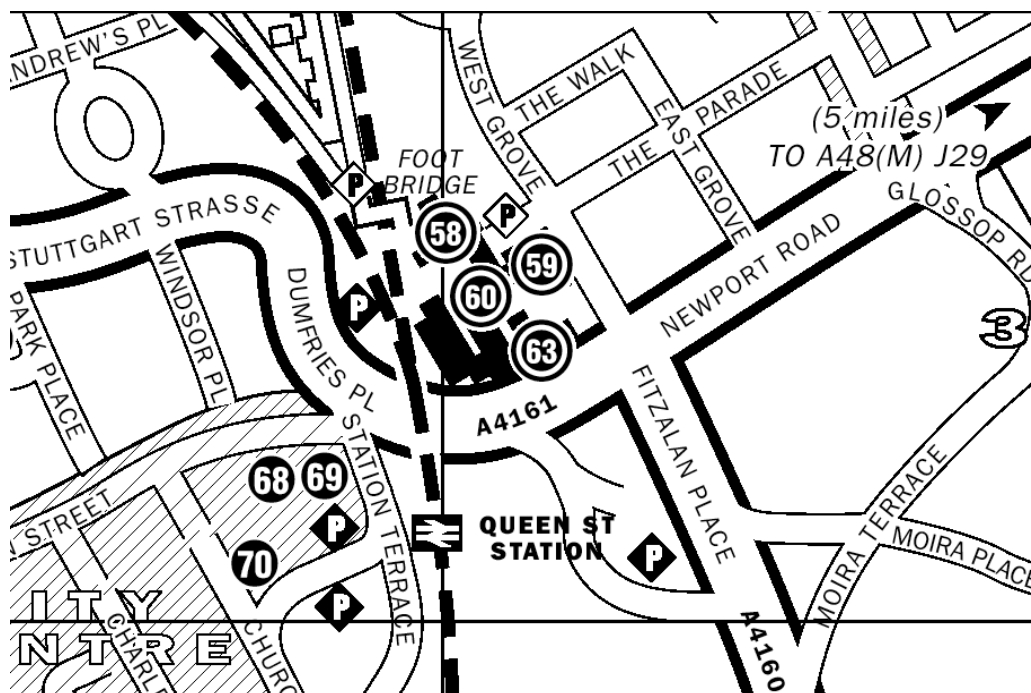 NDREW'S PL
WEST GROVE
THE WALK
THE PARADE
EAST GROVE
(5 miles)
TO A48(M) J29
GLOSSOP RD
FOOT
BRIDGE
P
P
58
59
60
63
P
STUTTGART STRASSE
WINDSOR PL
DUMFRIES PL
PARK PLACE
NEWPORT ROAD
3
A4161
FITZALAN PLACE
STATION TERRACE
68
69
70
P
P
P
QUEEN ST
STATION
MOIRA TERRACE
MOIRA PLACE
N STREET
ITY
NTRE
CHARL
CHURC
A4160